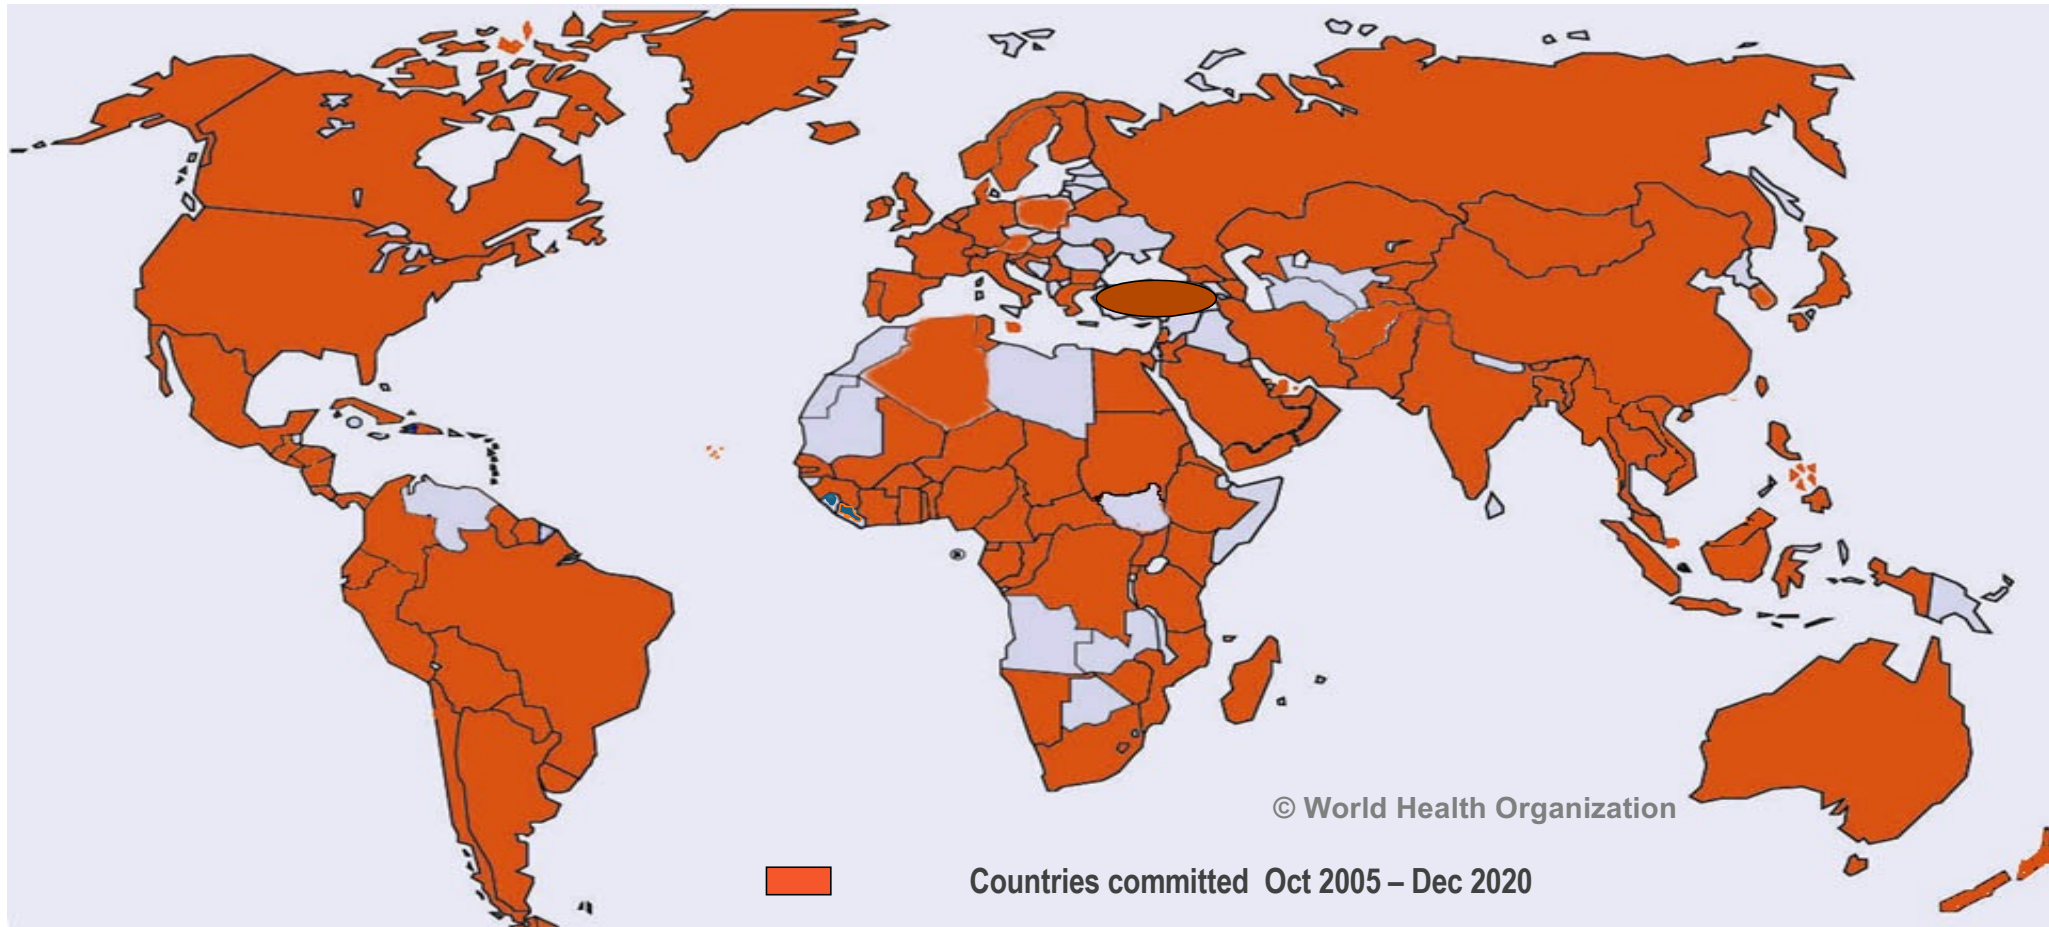 © World Health Organization
Countries committed Oct 2005 – Dec 2020